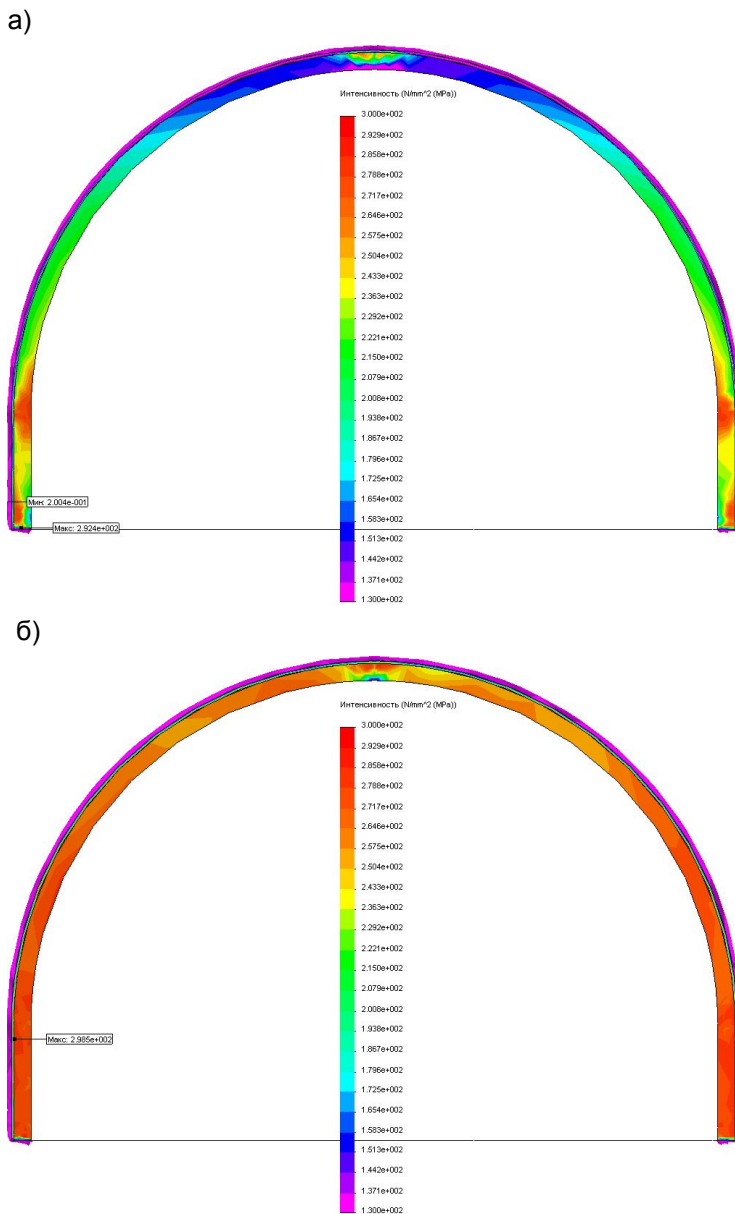 а)
Интенсивность (N/mm^2 (MPa))
3.000e+002
2.929e+002
2.858e+002
2.788e+002
2.717e+002
2.646e+002
2.575e+002
2.504e+002
2.433e+002
2.363e+002
2.292e+002
2.221e+002
2.150e+002
2.079e+002
2.008e+002
1.938e+002
1.867e+002
1.796e+002
1.725e+002
1.654e+002
1.583e+002
1.513e+002
1.442e+002
1.371e+002
1.300e+002
Мин: 2.004e-001
Макс: 2.924e+002
б)
Интенсивность (N/mm^2 (MPa))
3.000e+002
2.929e+002
2.858e+002
2.788e+002
2.717e+002
2.646e+002
2.575e+002
2.504e+002
2.433e+002
2.363e+002
2.292e+002
2.221e+002
2.150e+002
2.079e+002
2.008e+002
1.938e+002
1.867e+002
1.796e+002
1.725e+002
1.654e+002
1.583e+002
1.513e+002
1.442e+002
1.371e+002
1.300e+002
Макс: 2.985e+002